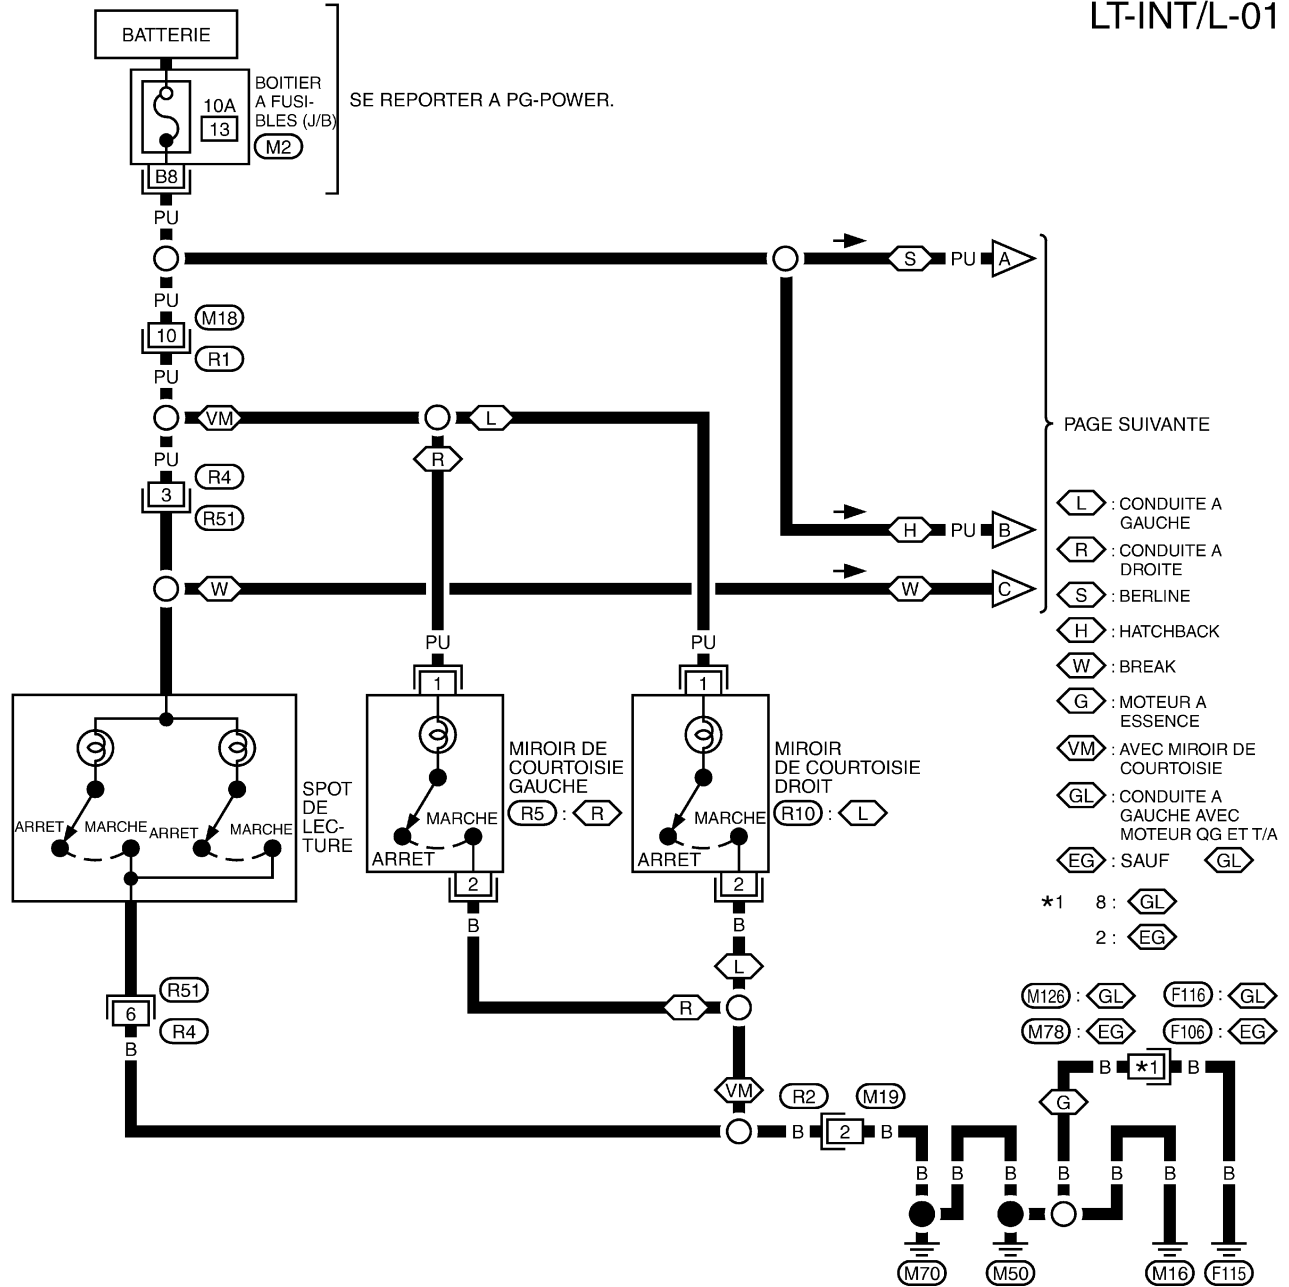 LT-INT/L-01
BATTERIE
10A
13
BOITIER
A FUSI-
BLES (J/B)
M2
SE REPORTER A PG-POWER.
B8
PU
S PU A
PU
M18
10
R1
PU
VM L
R
PAGE SUIVANTE
PU
R4
3
R51
H PU B
W W C
L : CONDUITE A
GAUCHE
R : CONDUITE A
DROITE
S : BERLINE
H : HATCHBACK
W : BREAK
G : MOTEUR A
ESSENCE
VM : AVEC MIROIR DE
COURTOISIE
GL : CONDUITE A
GAUCHE AVEC
MOTEUR QG ET T/A
EG : SAUF GL
*1 8 : GL
2 : EG
PU PU
1 1
ARRET MARCHE ARRET MARCHE
SPOT
DE
LEC-
TURE
MARCHE
ARRET
MIROIR DE
COURTOISIE
GAUCHE
R5 : R
MARCHE
ARRET
MIROIR
DE COURTOISIE
DROIT
R10 : L
2 2
B B
L
R
R51
6
R4
B
VM
M126 : GL F116 : GL
M78 : EG F106 : EG
B *1 B
G
R2 M19
B 2 B
B B B B B B
M70 M50 M16 F115